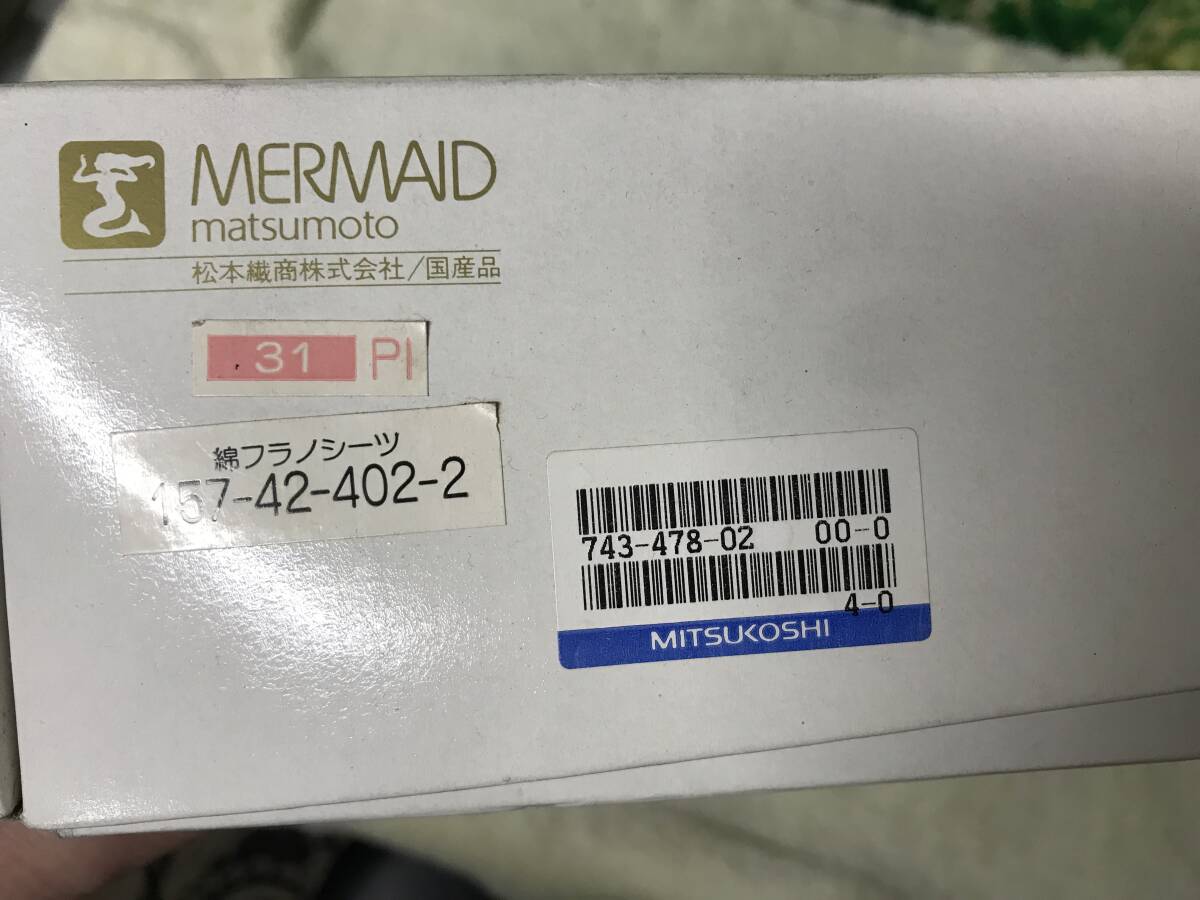 MERMAID
matsumoto
松本繊商株式会社/国産品
31 PI
綿フラノシーツ
157-42-402-2
743-478-02 00-0
4-0
MITSUKOSHI